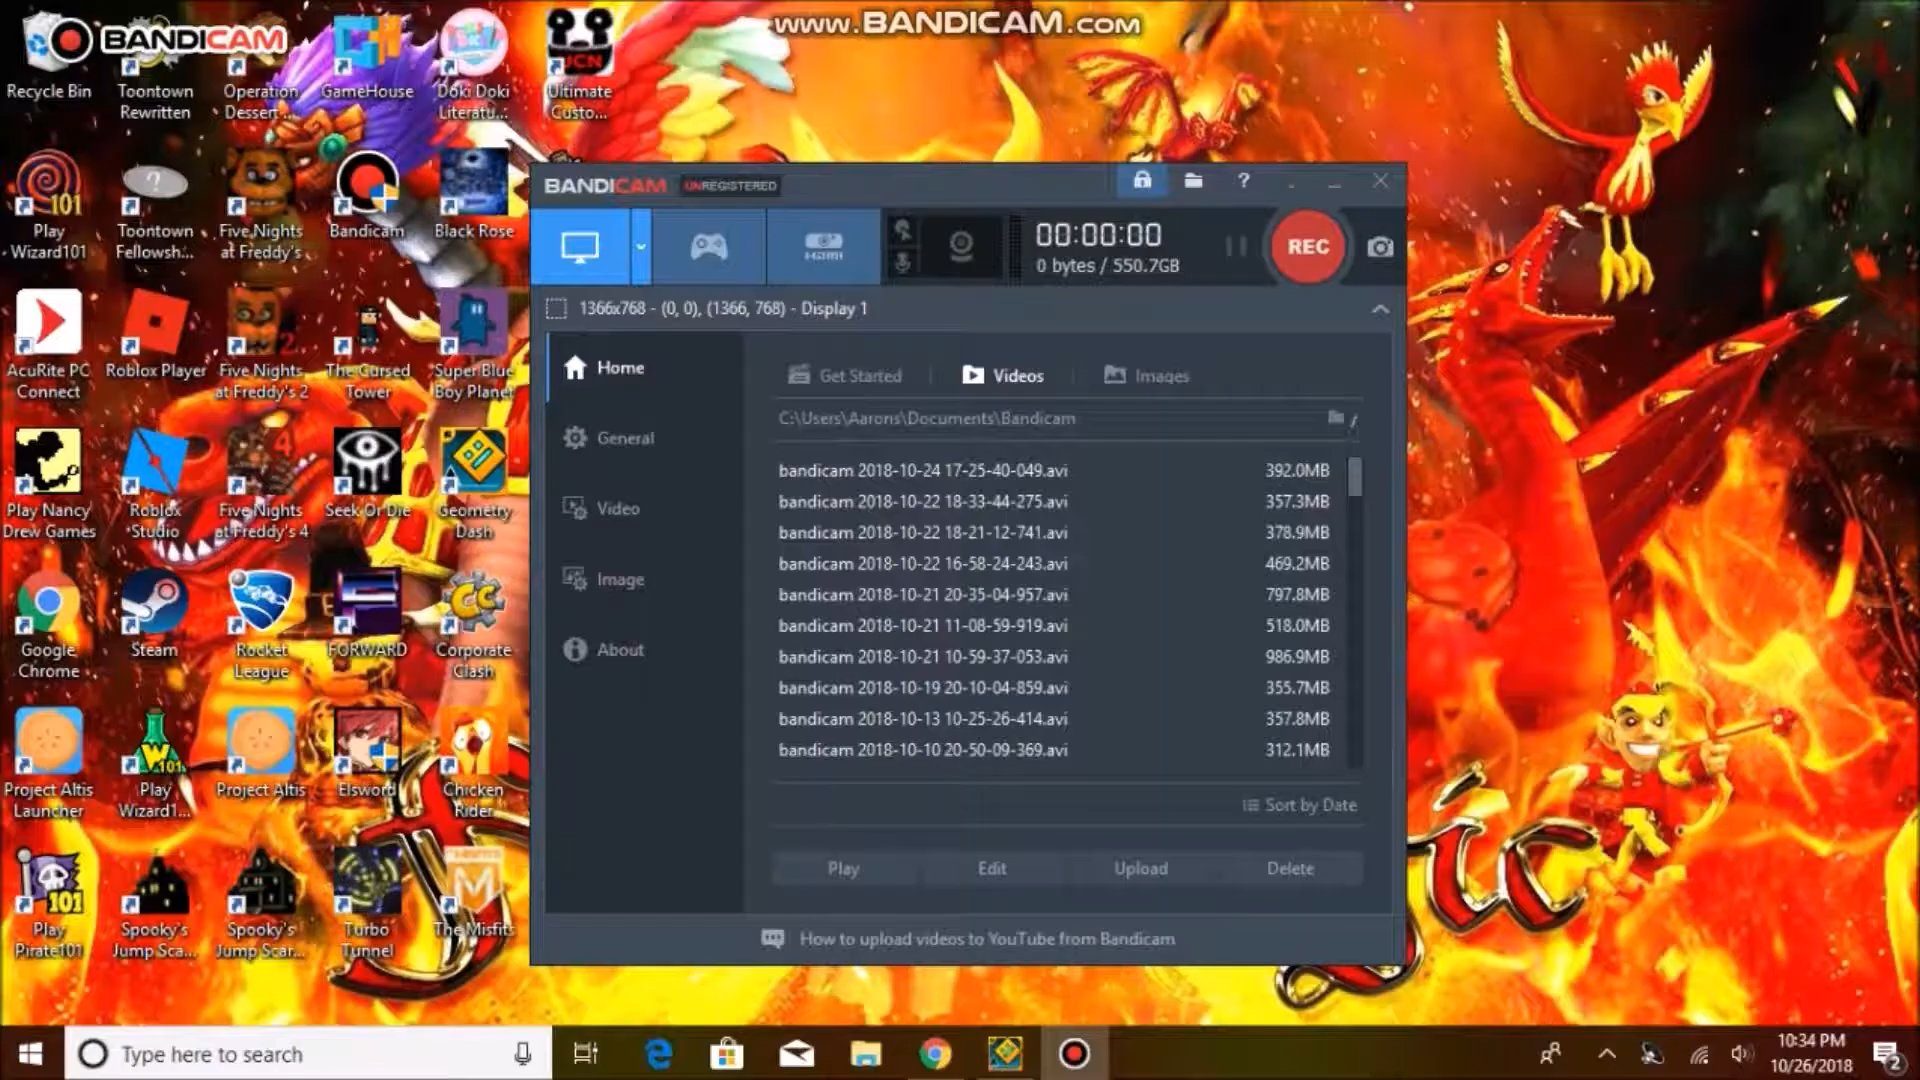 www.BANDICAM.com
BANDICAM
Recycle Bin
Toontown
Rewritten
Operation
Dessert ...
GameHouse
Doki Doki
Literatu...
UCN
Ultimate
Custo...
101
Play
Wizard101
?
Toontown
Fellowsh...
Five Nights
at Freddy's
Bandicam
Black Rose
AcuRite PC
Connect
Roblox Player
2
Five Nights
at Freddy's 2
The Cursed
Tower
Super Blue
Boy Planet
Play Nancy
Drew Games
Roblox
Studio
4
Five Nights
at Freddy's 4
Seek Or Die
Geometry
Dash
Google
Chrome
Steam
Rocket
League
FORWARD
CC
Corporate
Clash
Project Altis
Launcher
W
101
Play
Wizard1...
Project Altis
Elsword
Chicken
Rider
101
Play
Pirate101
Spooky's
Jump Sca...
Spooky's
Jump Scar...
Turbo
Tunnel
M
The Misfits
BANDICAM UNREGISTERED
?
HDMI
00:00:00
0 bytes / 550.7GB
REC
1366x768 - (0, 0), (1366, 768) - Display 1
Home
General
Video
Image
About
Get Started
Videos
Images
C:\Users\Aarons\Documents\Bandicam
bandicam 2018-10-24 17-25-40-049.avi 392.0MB
bandicam 2018-10-22 18-33-44-275.avi 357.3MB
bandicam 2018-10-22 18-21-12-741.avi 378.9MB
bandicam 2018-10-22 16-58-24-243.avi 469.2MB
bandicam 2018-10-21 20-35-04-957.avi 797.8MB
bandicam 2018-10-21 11-08-59-919.avi 518.0MB
bandicam 2018-10-21 10-59-37-053.avi 986.9MB
bandicam 2018-10-19 20-10-04-859.avi 355.7MB
bandicam 2018-10-13 10-25-26-414.avi 357.8MB
bandicam 2018-10-10 20-50-09-369.avi 312.1MB
Sort by Date
Play Edit Upload Delete
How to upload videos to YouTube from Bandicam
Type here to search
10:34 PM
10/26/2018
2